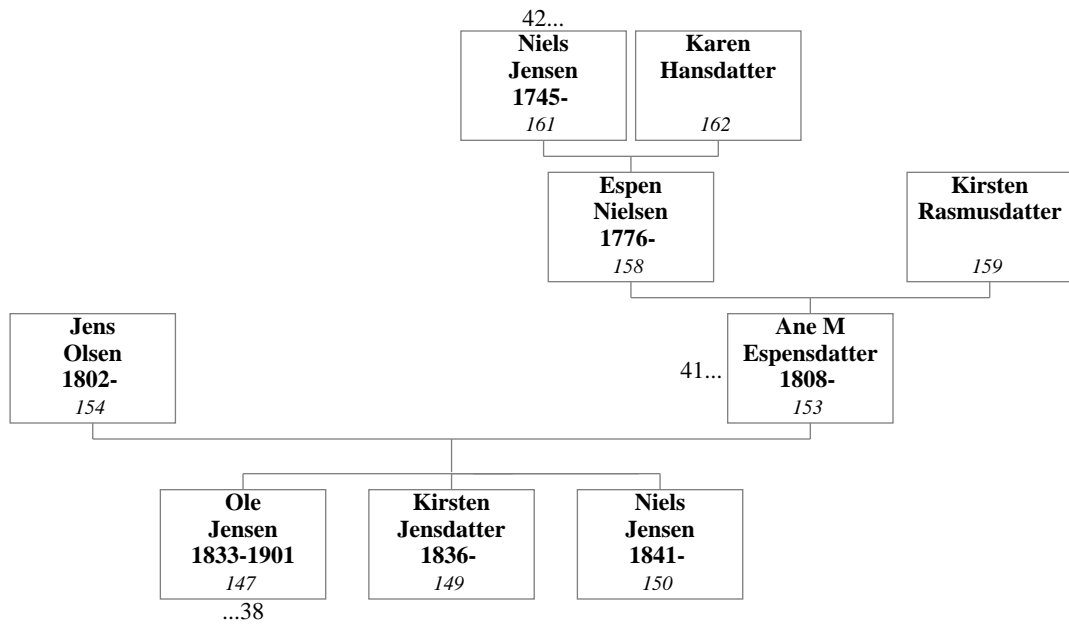 42...
Niels
Jensen
1745-
161
Karen
Hansdatter
162
Espen
Nielsen
1776-
158
Kirsten
Rasmusdatter
159
Jens
Olsen
1802-
154
41...
Ane M
Espensdatter
1808-
153
Ole
Jensen
1833-1901
147
...38
Kirsten
Jensdatter
1836-
149
Niels
Jensen
1841-
150